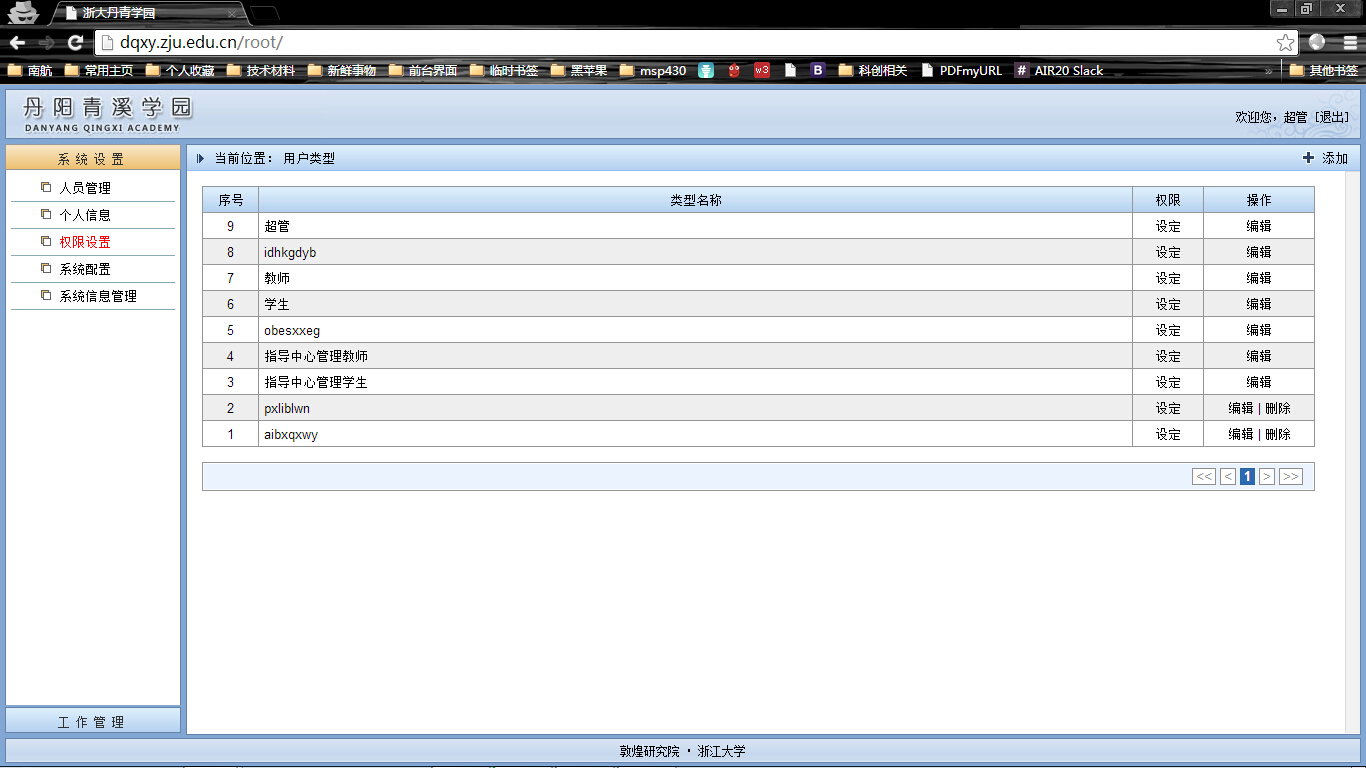 浙大丹青学园
dqxy.zju.edu.cn/root/
南航 常用主页 个人收藏 技术材料 新鲜事物 前台界面 临时书签 黑苹果 msp430 w3 B 科创相关 PDFmyURL # AIR20 Slack » 其他书签
丹阳青溪学园
DANYANG QINGXI ACADEMY
欢迎您，超管 [退出]
系统设置
人员管理
个人信息
权限设置
系统配置
系统信息管理
工作管理
当前位置： 用户类型
添加
序号 类型名称 权限 操作
9 超管 设定 编辑
8 idhkgdyb 设定 编辑
7 教师 设定 编辑
6 学生 设定 编辑
5 obesxxeg 设定 编辑
4 指导中心管理教师 设定 编辑
3 指导中心管理学生 设定 编辑
2 pxliblwn 设定 编辑 | 删除
1 aibxqxwy 设定 编辑 | 删除
<< < 1 > >>
敦煌研究院 · 浙江大学